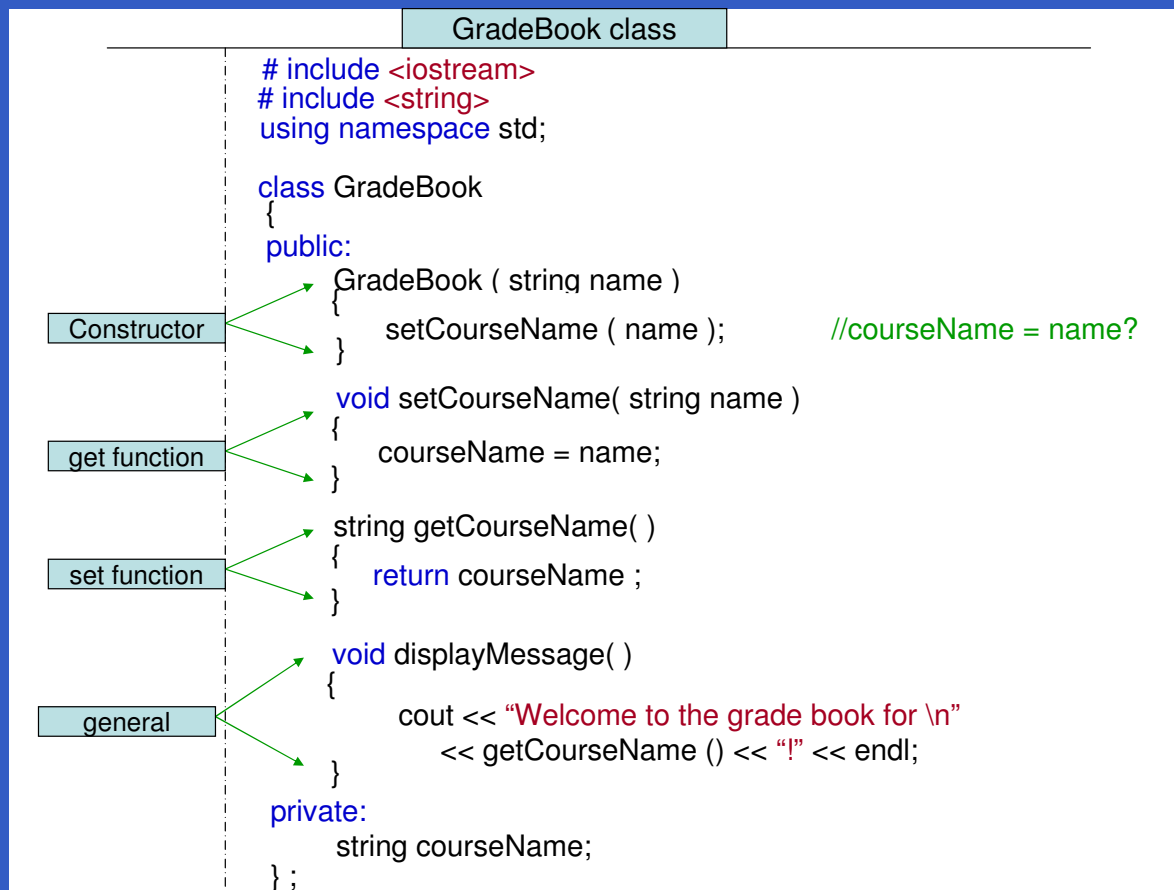 GradeBook class
# include <iostream>
# include <string>
using namespace std;
class GradeBook
{
public:
GradeBook ( string name )
{
Constructor
setCourseName ( name ); //courseName = name?
}
void setCourseName( string name )
{
get function
courseName = name;
}
string getCourseName( )
{
set function
return courseName ;
}
void displayMessage( )
{
general
cout << “Welcome to the grade book for \n”
<< getCourseName () << “!” << endl;
}
private:
string courseName;
} ;